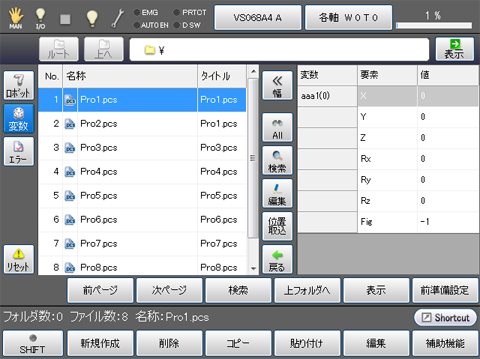 MAN I/O EMG PRTCT AUTO EN D SW VS068A4 A 各軸 W0T0 1 %
ルート 上へ \ 表示
ロボット
変数
エラー
リセット
No. 名称 タイトル
1 Pro1.pcs Pro1.pcs
2 Pro2.pcs Pro2.pcs
3 Pro3.pcs Pro3.pcs
4 Pro4.pcs Pro4.pcs
5 Pro5.pcs Pro5.pcs
6 Pro6.pcs Pro6.pcs
7 Pro7.pcs Pro7.pcs
8 Pro8.pcs Pro8.pcs
幅
All
検索
編集
位置
取込
戻る
変数 要素 値
aaa1(0) X 0
Y 0
Z 0
Rx 0
Ry 0
Rz 0
Fig -1
前ページ 次ページ 検索 上フォルダへ 表示 前準備設定
フォルダ数:0 ファイル数:8 名称:Pro1.pcs Shortcut
SHIFT 新規作成 削除 コピー 貼り付け 編集 補助機能